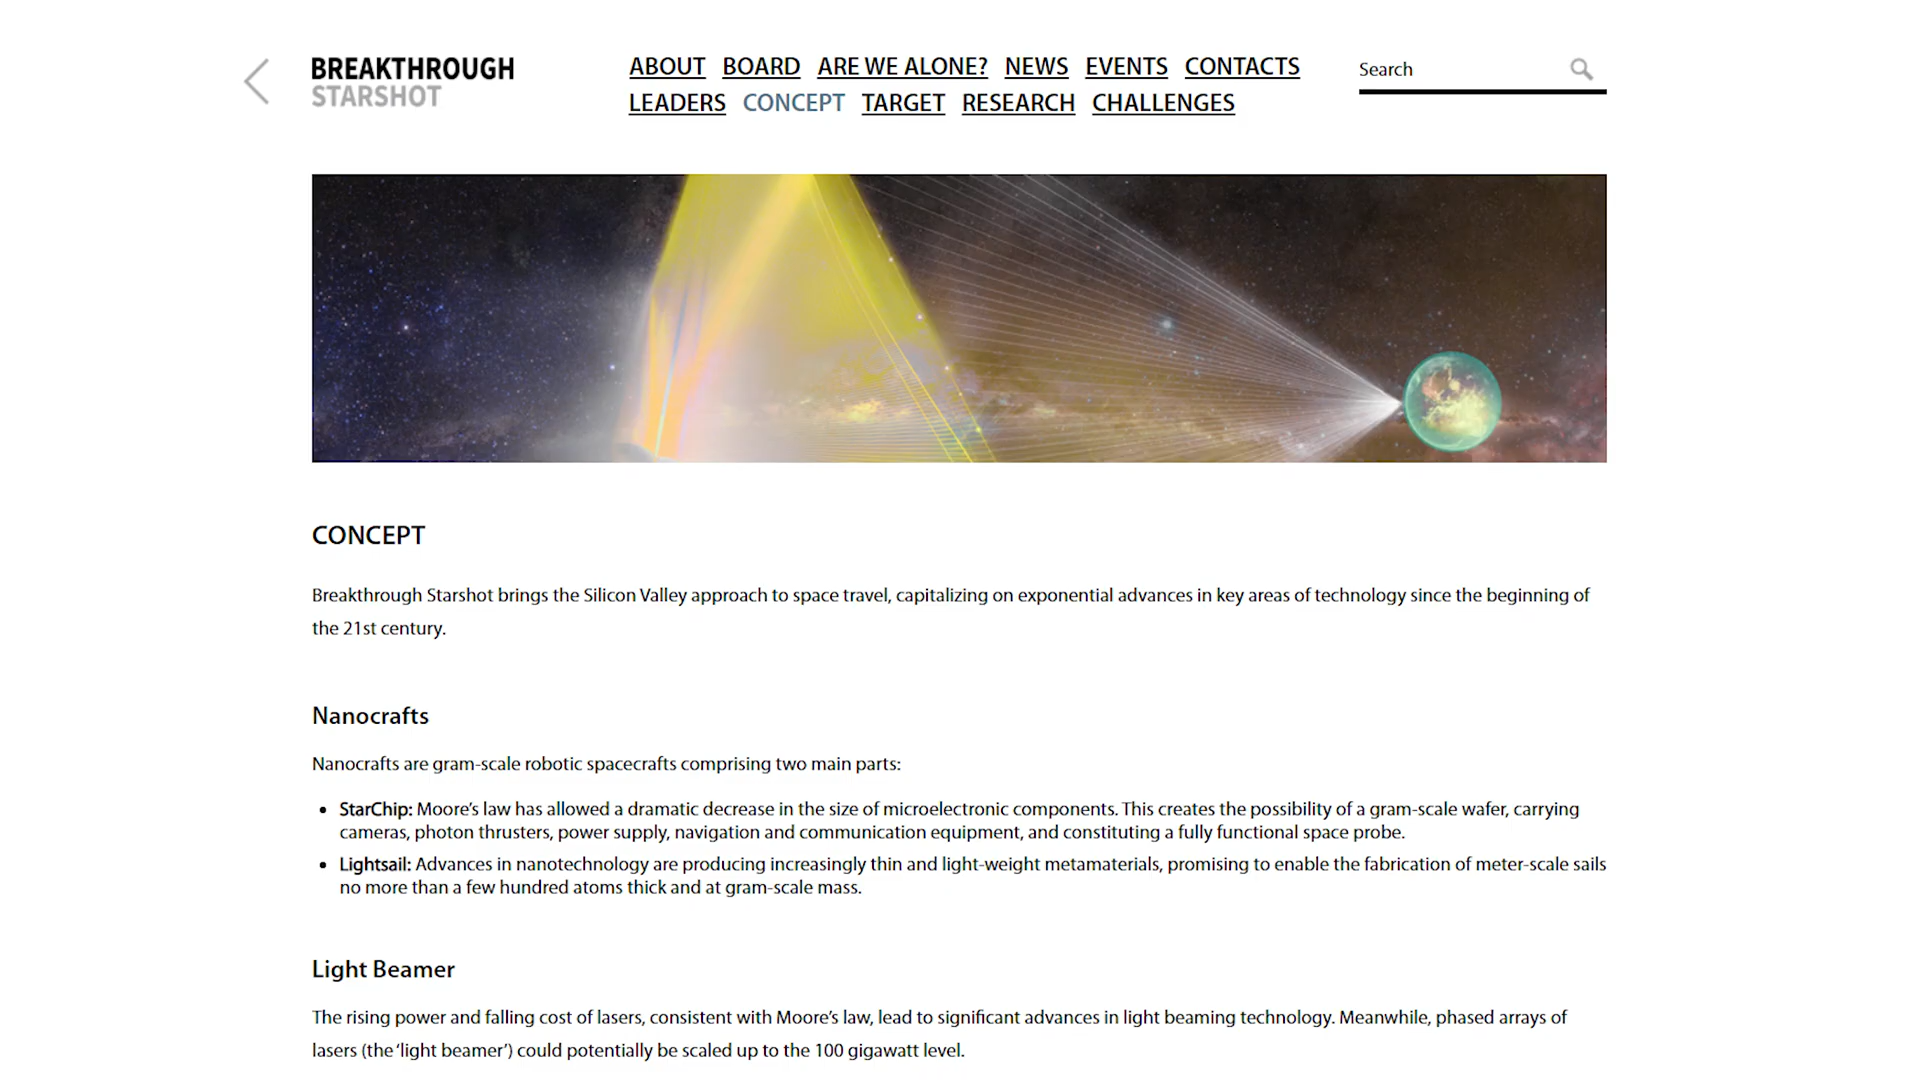 BREAKTHROUGH
STARSHOT
ABOUT BOARD ARE WE ALONE? NEWS EVENTS CONTACTS
LEADERS CONCEPT TARGET RESEARCH CHALLENGES
Search
CONCEPT
Breakthrough Starshot brings the Silicon Valley approach to space travel, capitalizing on exponential advances in key areas of technology since the beginning of
the 21st century.
Nanocrafts
Nanocrafts are gram-scale robotic spacecrafts comprising two main parts:
• StarChip: Moore’s law has allowed a dramatic decrease in the size of microelectronic components. This creates the possibility of a gram-scale wafer, carrying
cameras, photon thrusters, power supply, navigation and communication equipment, and constituting a fully functional space probe.
• Lightsail: Advances in nanotechnology are producing increasingly thin and light-weight metamaterials, promising to enable the fabrication of meter-scale sails
no more than a few hundred atoms thick and at gram-scale mass.
Light Beamer
The rising power and falling cost of lasers, consistent with Moore’s law, lead to significant advances in light beaming technology. Meanwhile, phased arrays of
lasers (the ‘light beamer’) could potentially be scaled up to the 100 gigawatt level.